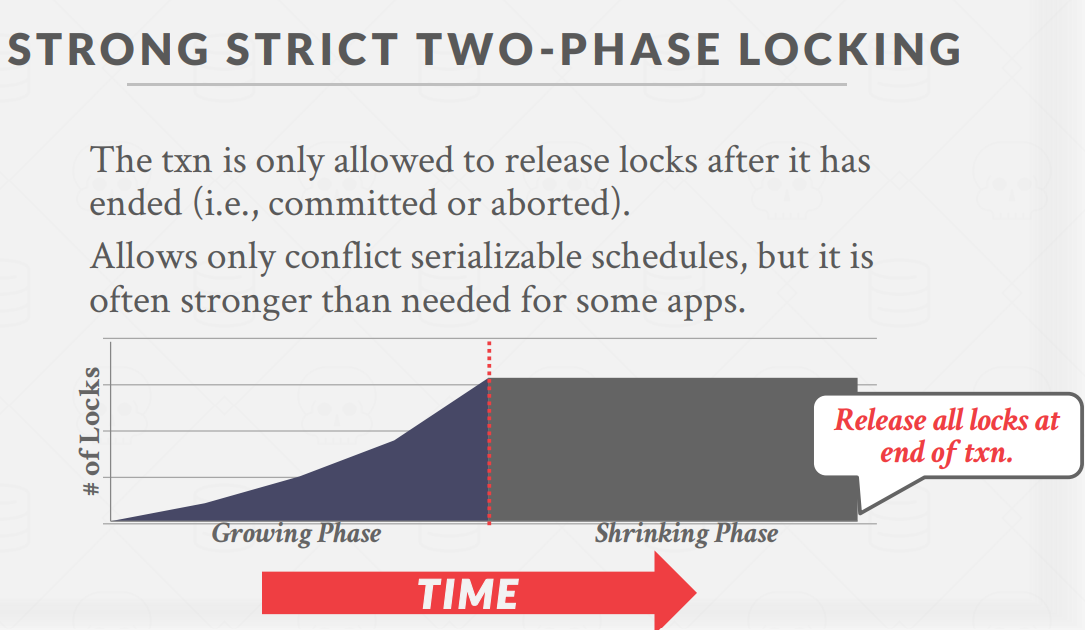 STRONG STRICT TWO-PHASE LOCKING
The txn is only allowed to release locks after it has
ended (i.e., committed or aborted).
Allows only conflict serializable schedules, but it is
often stronger than needed for some apps.
# of Locks
Release all locks at
end of txn.
Growing Phase
Shrinking Phase
TIME